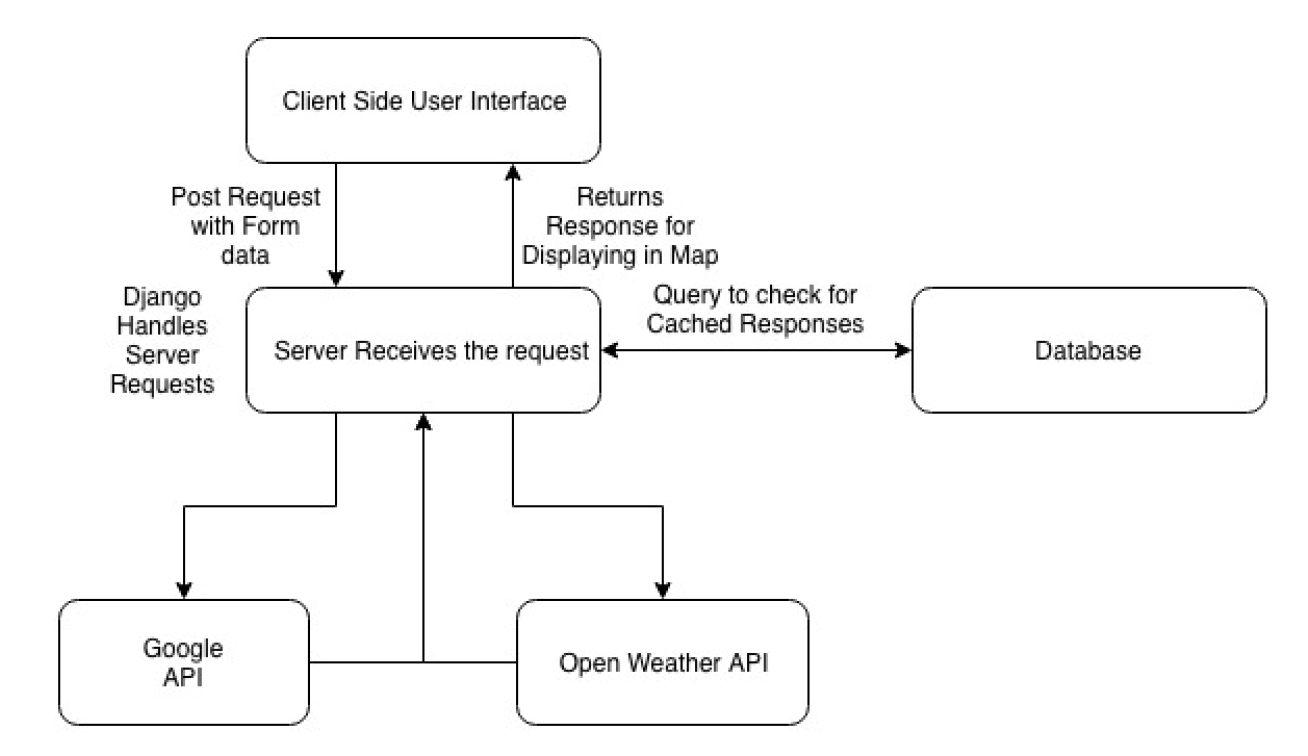 Client Side User Interface
Post Request
with Form
data
Returns
Response for
Displaying in Map
Django
Handles
Server
Requests
Server Receives the request
Query to check for
Cached Responses
Database
Google
API
Open Weather API